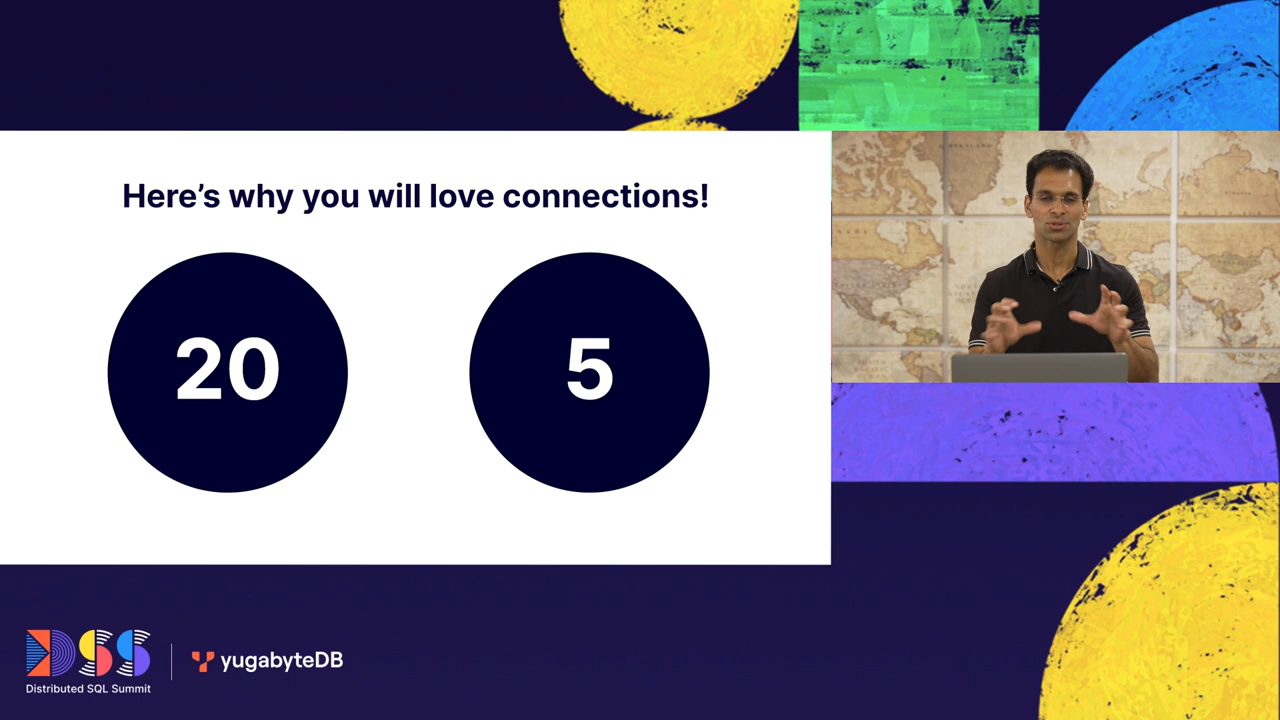 Here’s why you will love connections!
20
5
DSS
Distributed SQL Summit
yugabyteDB